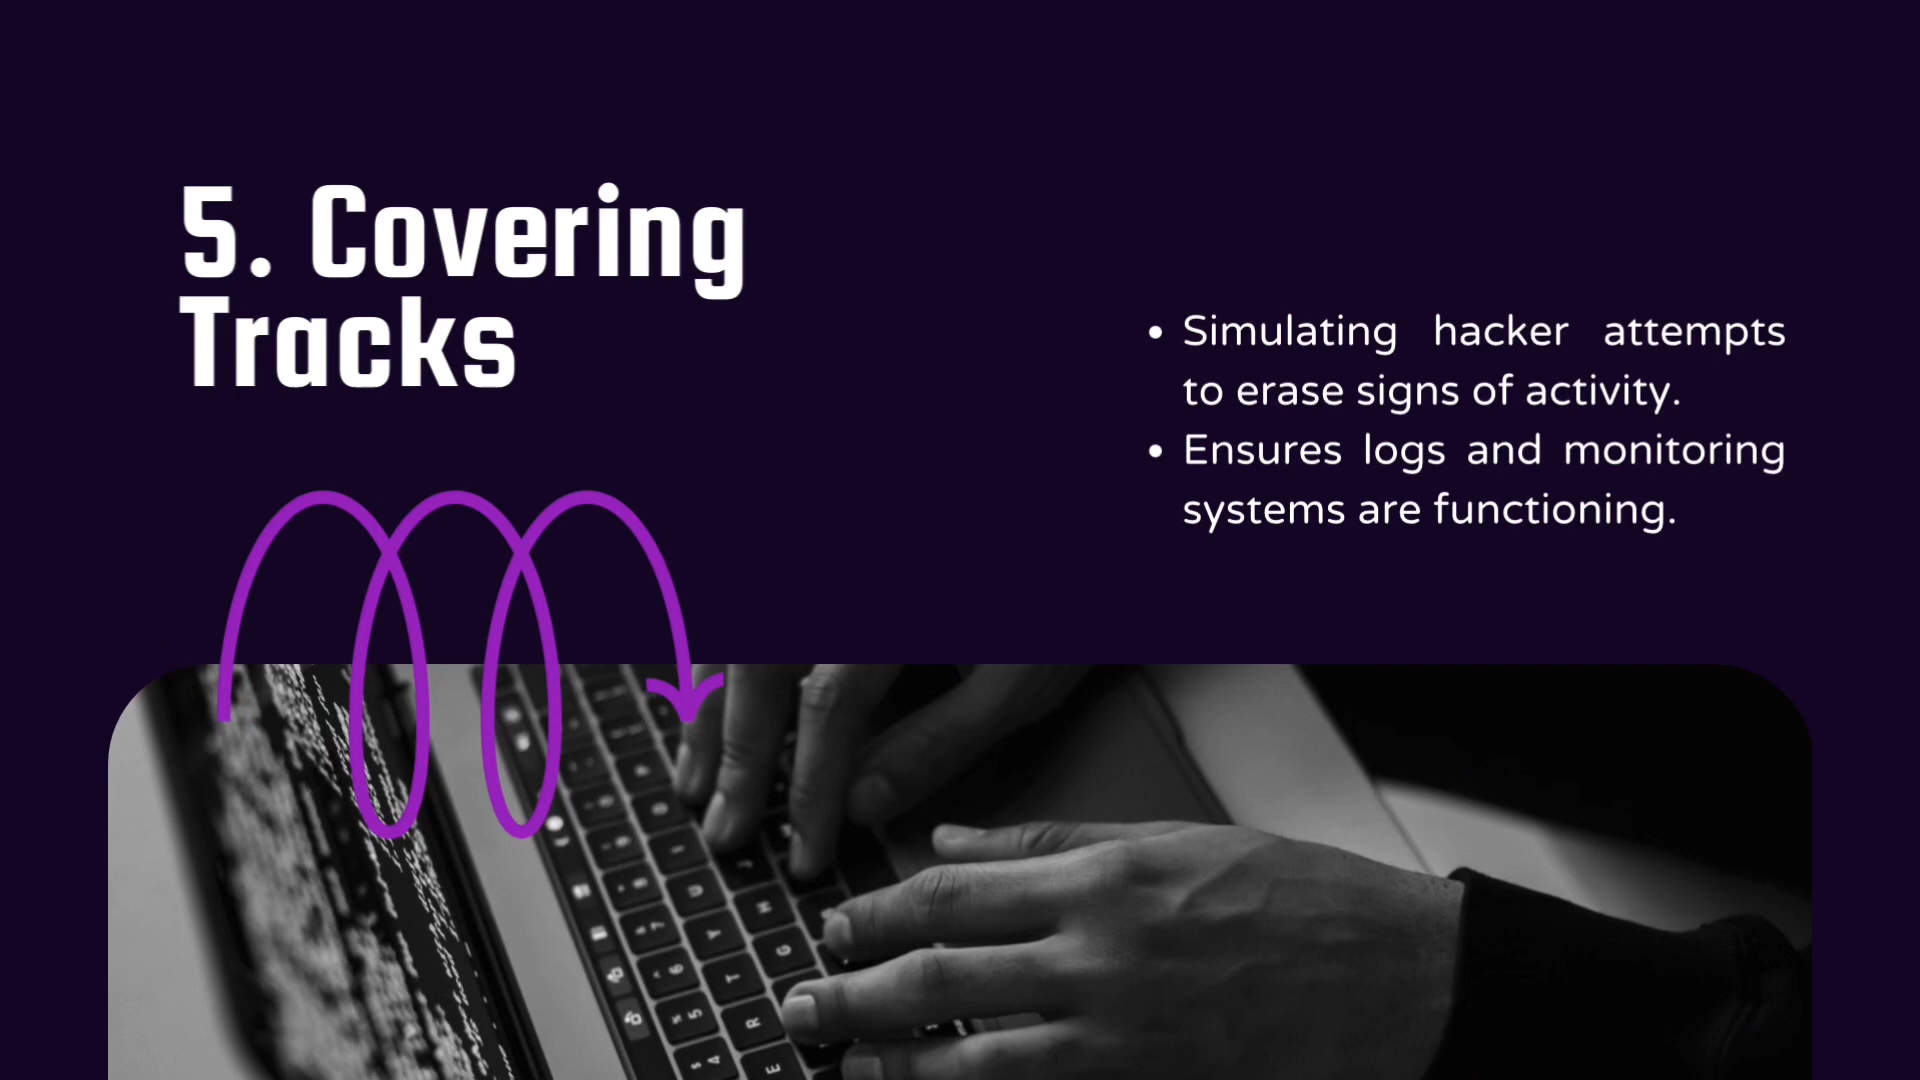 5. Covering
Tracks
• Simulating hacker attempts
to erase signs of activity.
• Ensures logs and monitoring
systems are functioning.